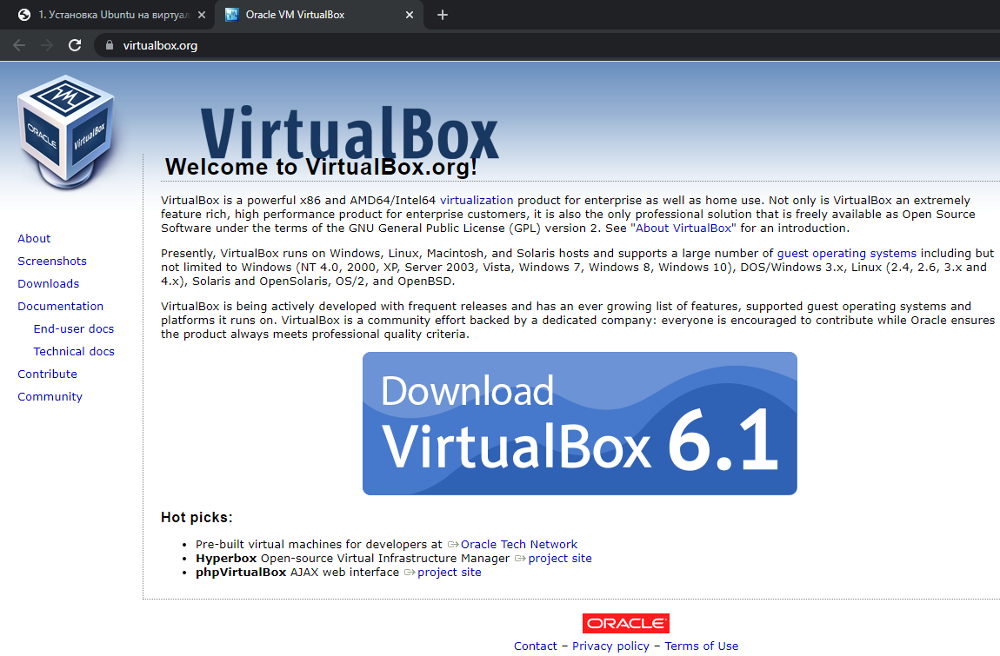 1. Установка Ubuntu на виртуал
Oracle VM VirtualBox
virtualbox.org
ORACLE
VirtualBox
VirtualBox
Welcome to VirtualBox.org!
VirtualBox is a powerful x86 and AMD64/Intel64 virtualization product for enterprise as well as home use. Not only is VirtualBox an extremely
feature rich, high performance product for enterprise customers, it is also the only professional solution that is freely available as Open Source
Software under the terms of the GNU General Public License (GPL) version 2. See "About VirtualBox" for an introduction.
Presently, VirtualBox runs on Windows, Linux, Macintosh, and Solaris hosts and supports a large number of guest operating systems including but
not limited to Windows (NT 4.0, 2000, XP, Server 2003, Vista, Windows 7, Windows 8, Windows 10), DOS/Windows 3.x, Linux (2.4, 2.6, 3.x and
4.x), Solaris and OpenSolaris, OS/2, and OpenBSD.
VirtualBox is being actively developed with frequent releases and has an ever growing list of features, supported guest operating systems and
platforms it runs on. VirtualBox is a community effort backed by a dedicated company: everyone is encouraged to contribute while Oracle ensures
the product always meets professional quality criteria.
About
Screenshots
Downloads
Documentation
End-user docs
Technical docs
Contribute
Community
Download
VirtualBox 6.1
Hot picks:
• Pre-built virtual machines for developers at Oracle Tech Network
• Hyperbox Open-source Virtual Infrastructure Manager project site
• phpVirtualBox AJAX web interface project site
ORACLE
Contact – Privacy policy – Terms of Use